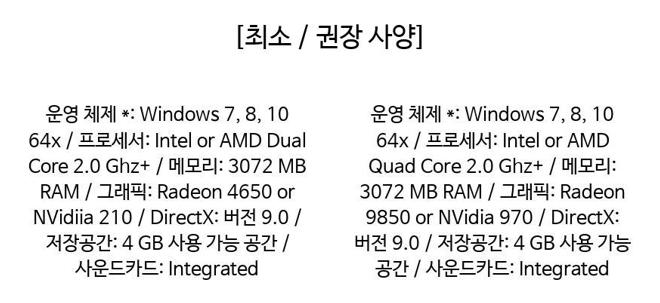 [최소 / 권장 사양]
운영 체제 *: Windows 7, 8, 10
64x / 프로세서: Intel or AMD Dual
Core 2.0 Ghz+ / 메모리: 3072 MB
RAM / 그래픽: Radeon 4650 or
NVidiia 210 / DirectX: 버전 9.0 /
저장공간: 4 GB 사용 가능 공간 /
사운드카드: Integrated
운영 체제 *: Windows 7, 8, 10
64x / 프로세서: Intel or AMD
Quad Core 2.0 Ghz+ / 메모리:
3072 MB RAM / 그래픽: Radeon
9850 or NVidia 970 / DirectX:
버전 9.0 / 저장공간: 4 GB 사용 가능
공간 / 사운드카드: Integrated